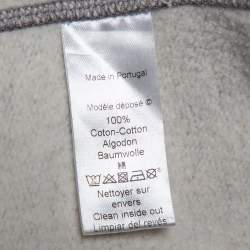 Made in Portugal
Modèle déposé ©
100%
Coton-Cotton
Algodon
Baumwolle
Nettoyer sur
envers
Clean inside out
Limpiar del revés